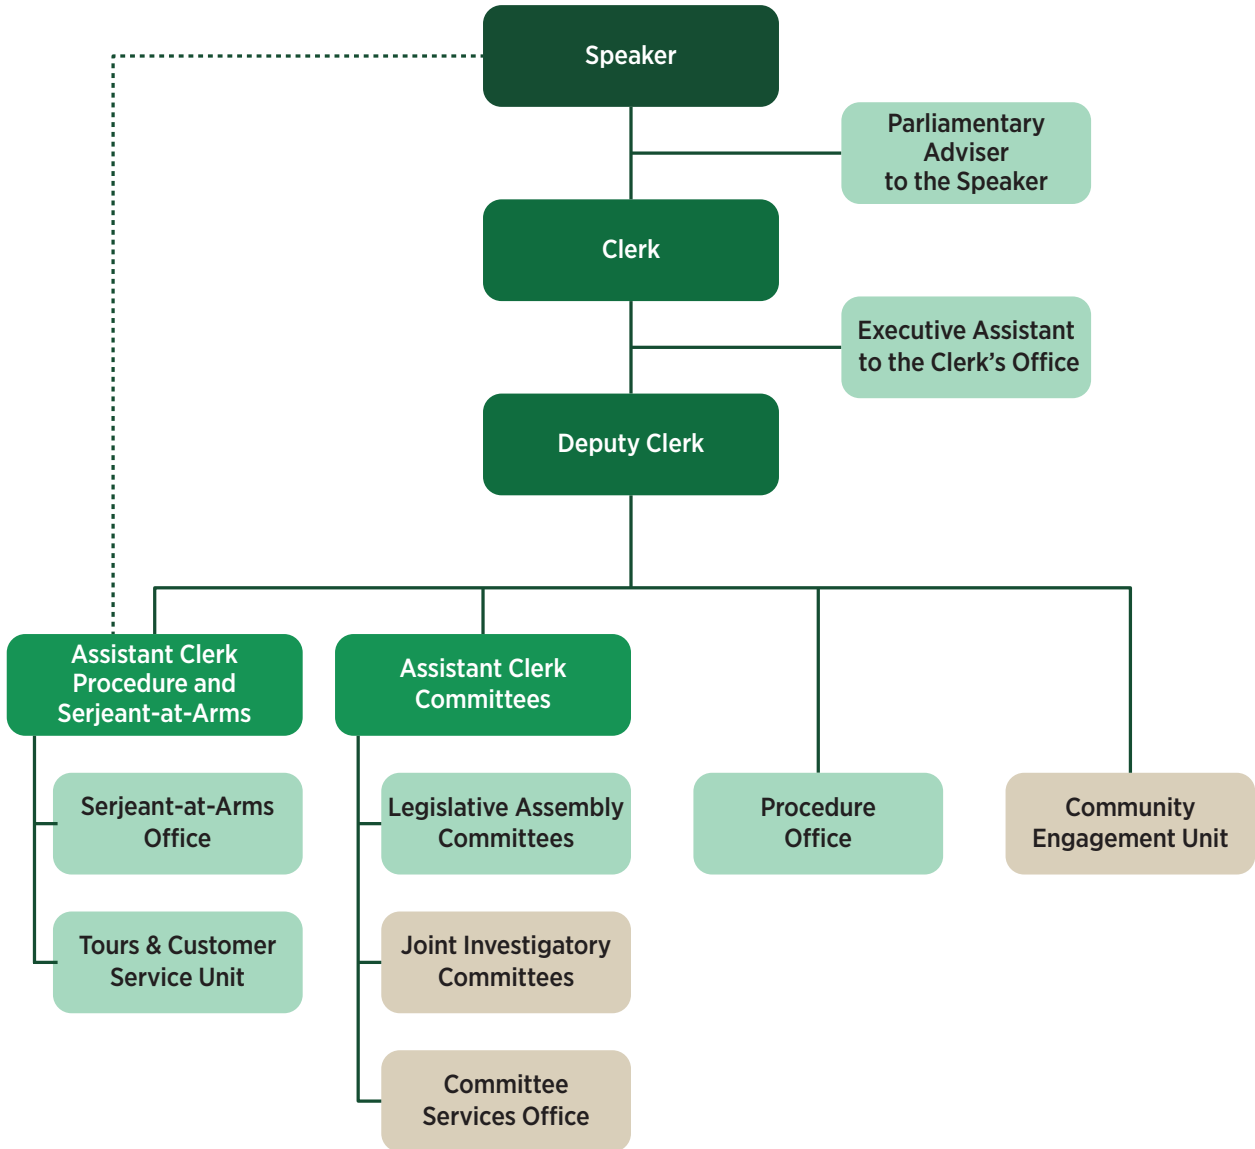 Speaker
Parliamentary
Adviser
to the Speaker
Clerk
Executive Assistant
to the Clerk’s Office
Deputy Clerk
Assistant Clerk
Procedure and
Serjeant-at-Arms
Assistant Clerk
Committees
Serjeant-at-Arms
Office
Legislative Assembly
Committees
Procedure
Office
Community
Engagement Unit
Tours & Customer
Service Unit
Joint Investigatory
Committees
Committee
Services Office